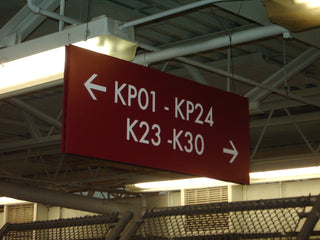 ← KP01 - KP24
K23 -K30 →